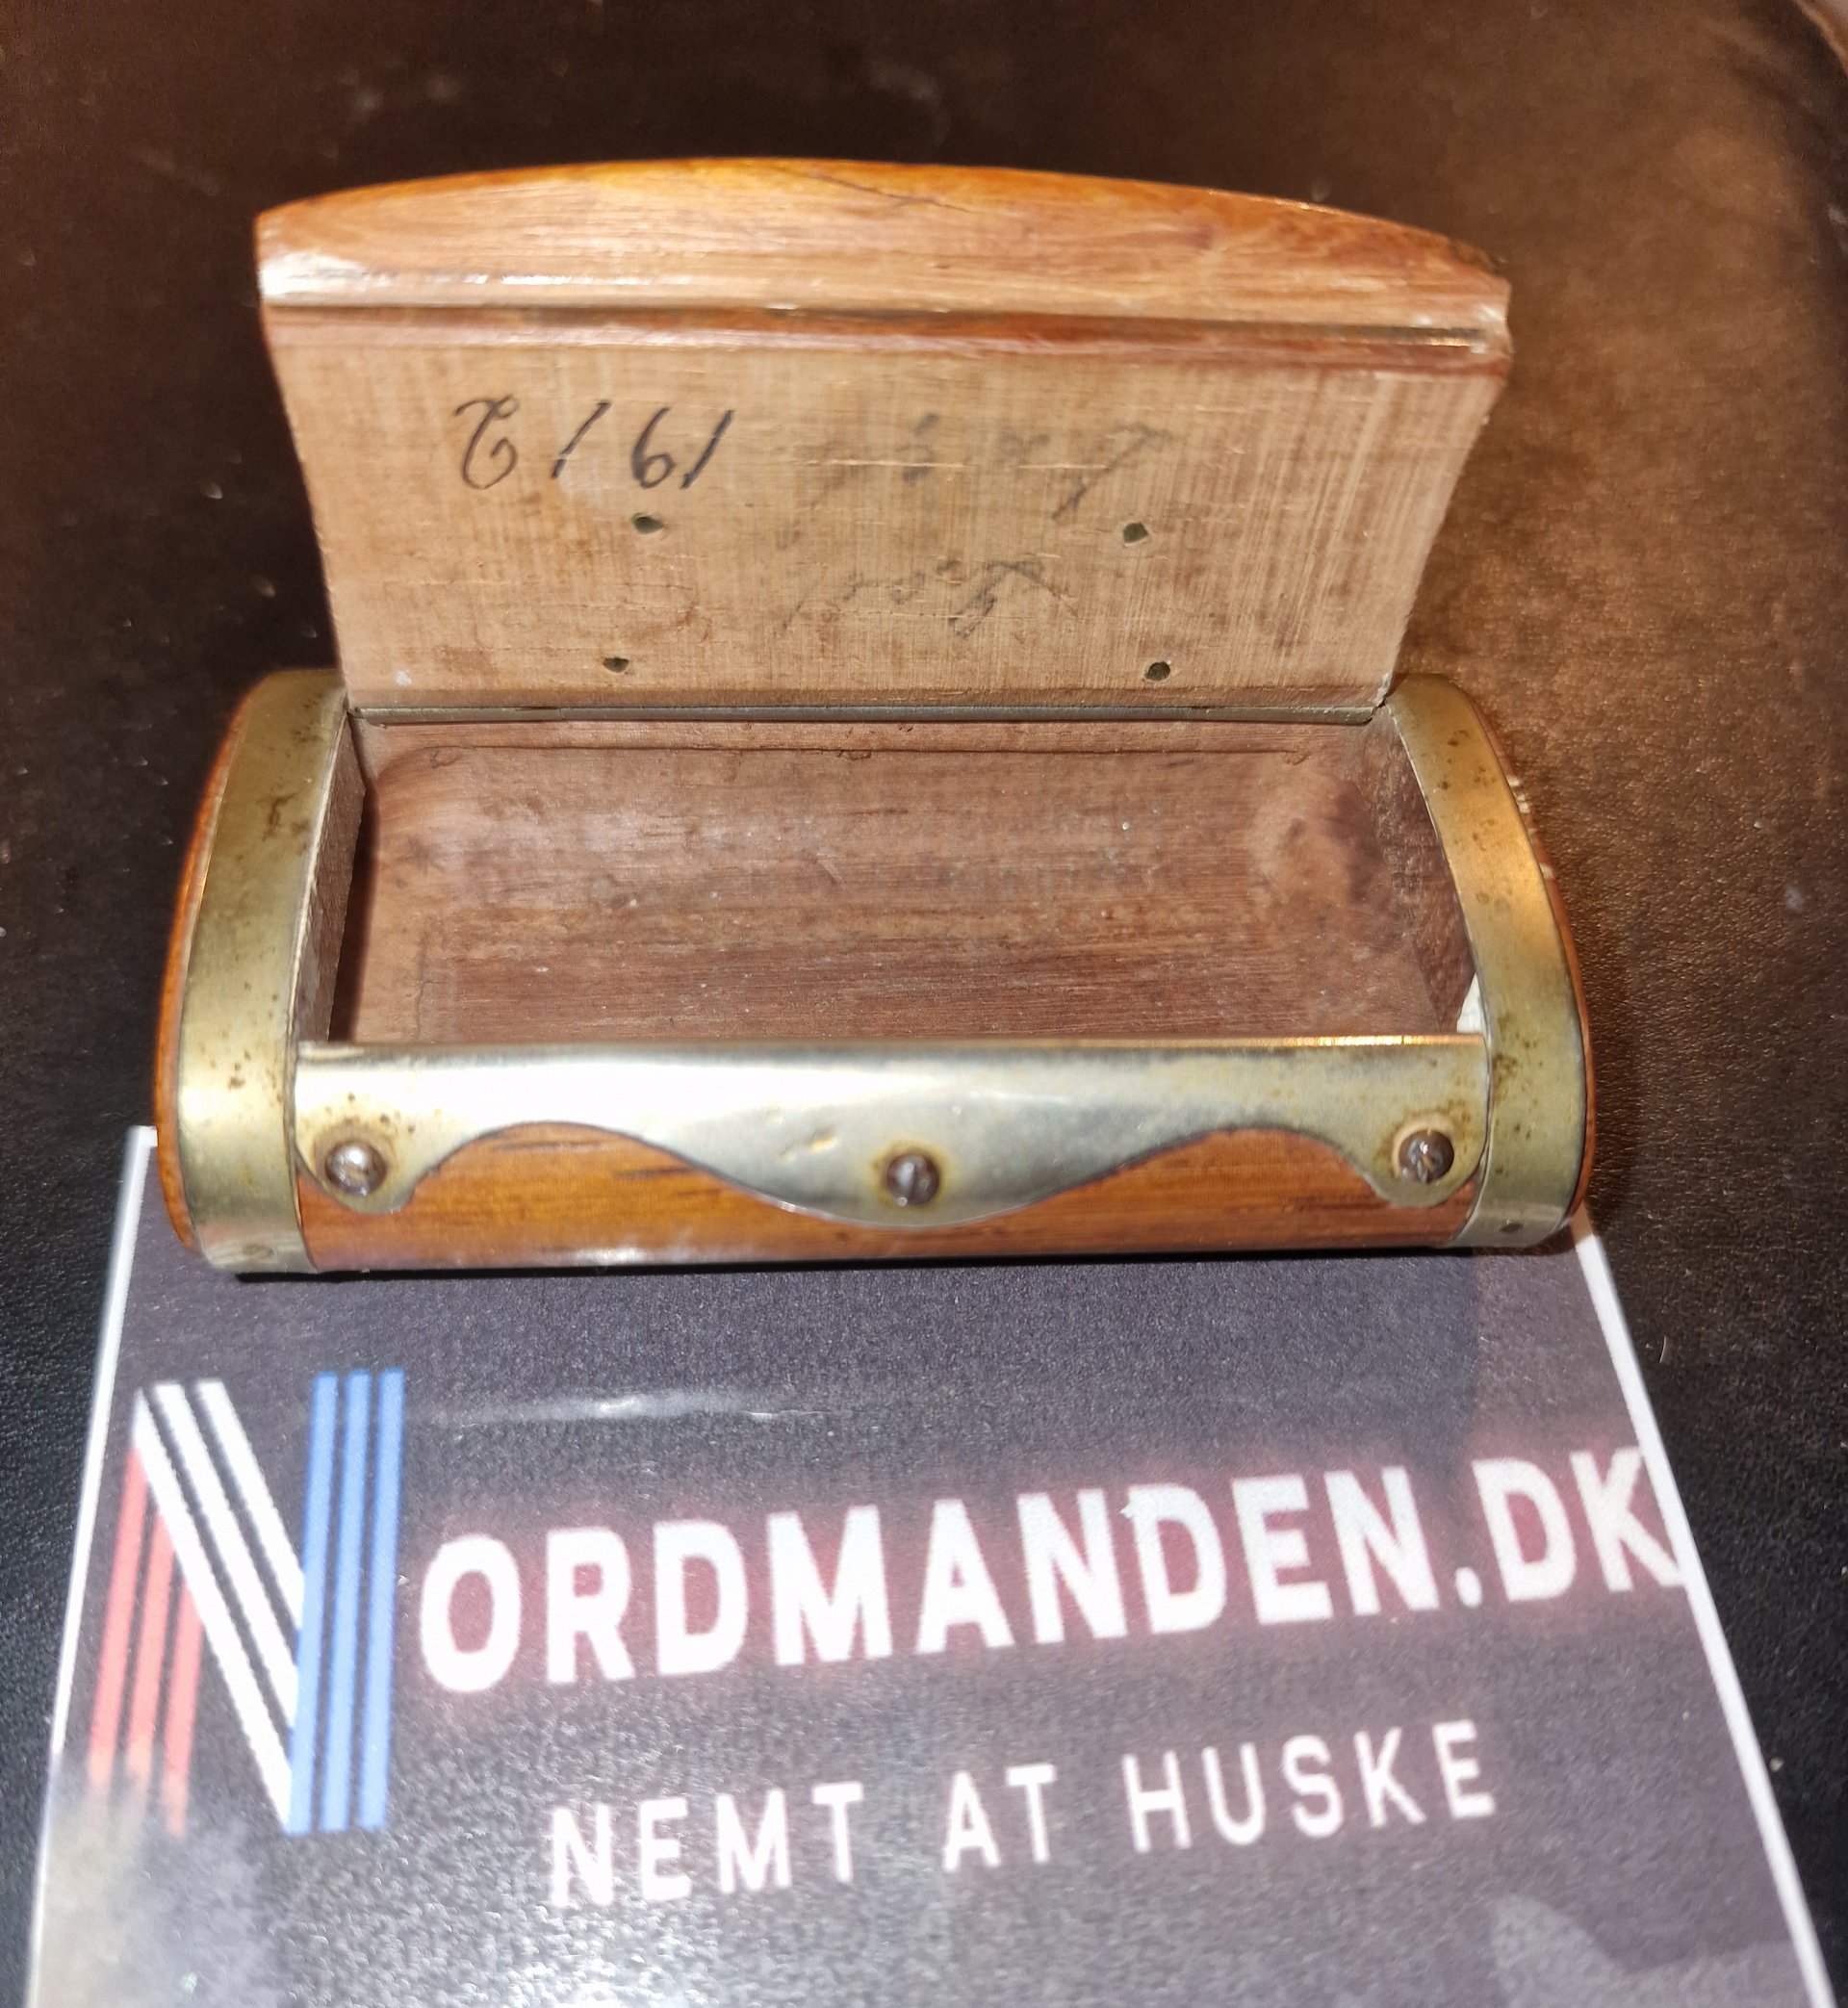 1912
NORDMANDEN.DK
NEMT AT HUSKE